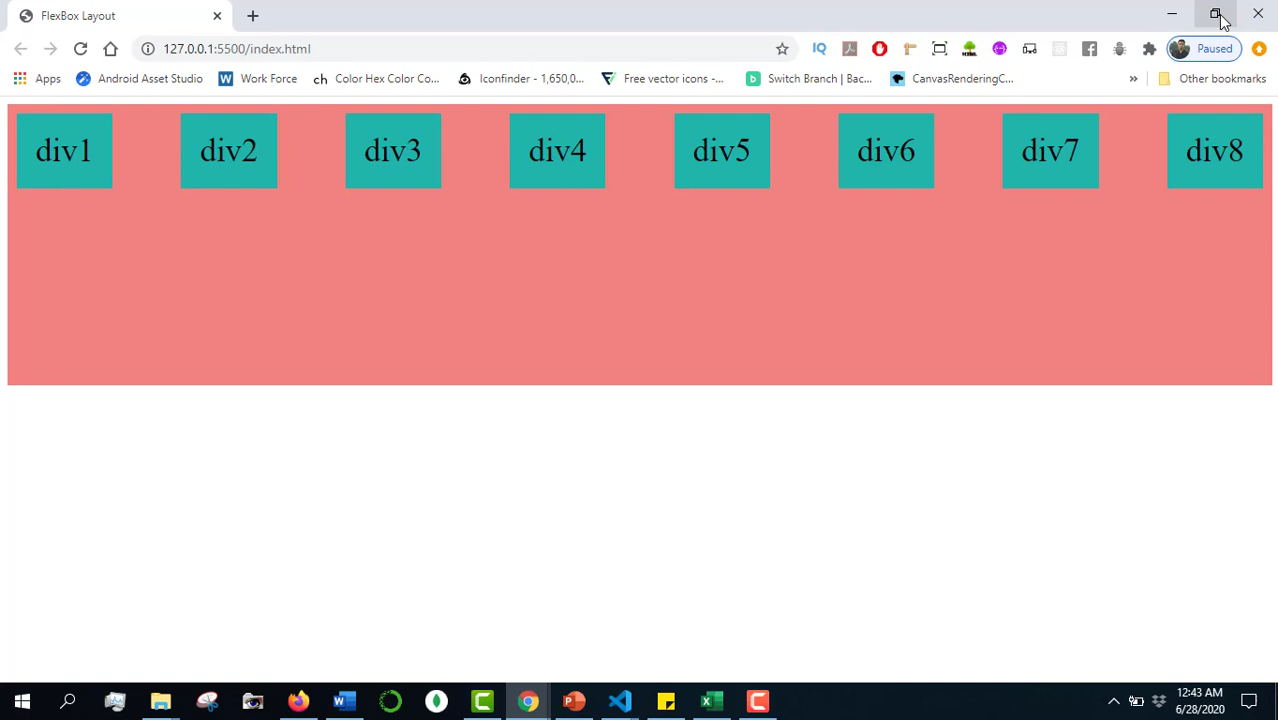 FlexBox Layout
127.0.0.1:5500/index.html
IQ
Paused
Apps
Android Asset Studio
W
Work Force
ch
Color Hex Color Co...
Iconfinder - 1,650,0...
Free vector icons -...
Switch Branch | Bac...
CanvasRenderingC...
»
Other bookmarks
div1 div2 div3 div4 div5 div6 div7 div8
12:43 AM
6/28/2020